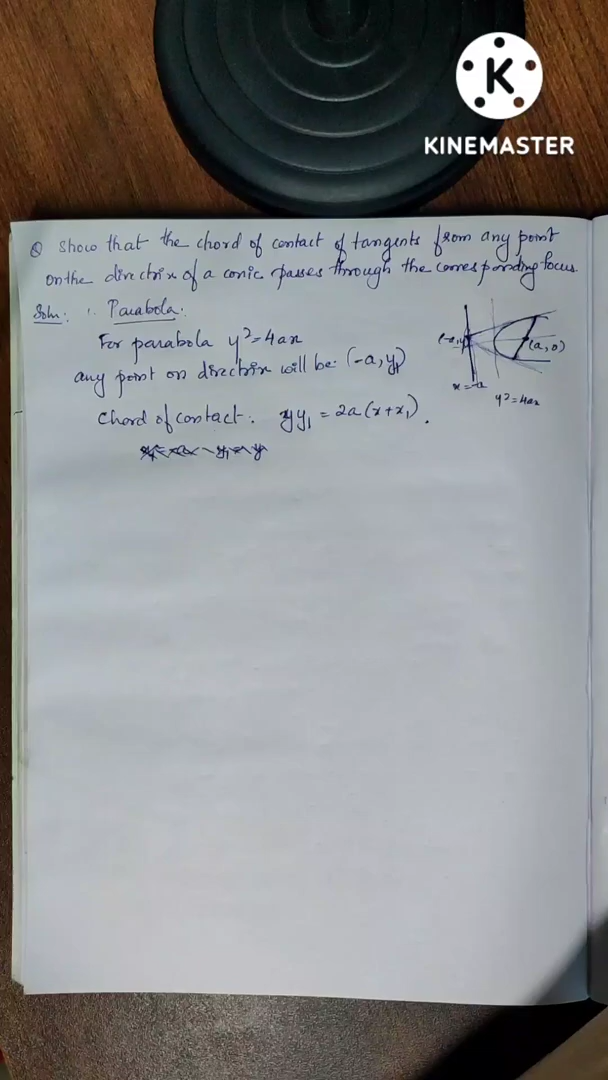 K
KINEMASTER
Q Show that the chord of contact of tangents from any point
on the directrix of a conic passes through the corresponding focus.
Soln: 1. Parabola:
For parabola y²=4ax
any point on directrix will be: (-a, y₁)
Chord of contact: yy₁ = 2a(x+x₁).
(-a, y₁)
(a, 0)
x = -a
y²=4ax